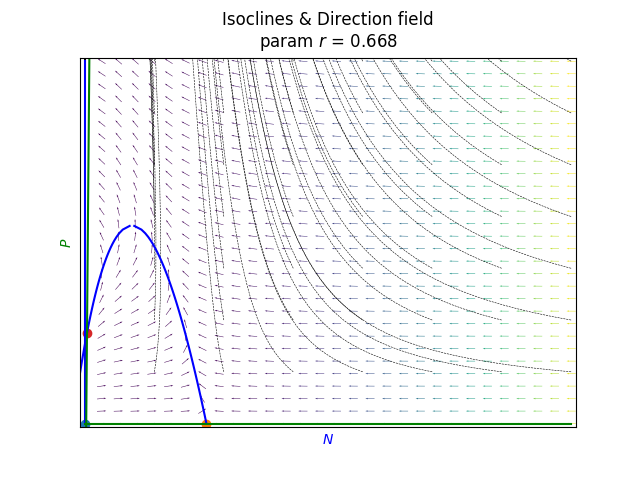 Isoclines & Direction field
param r = 0.668
P
N